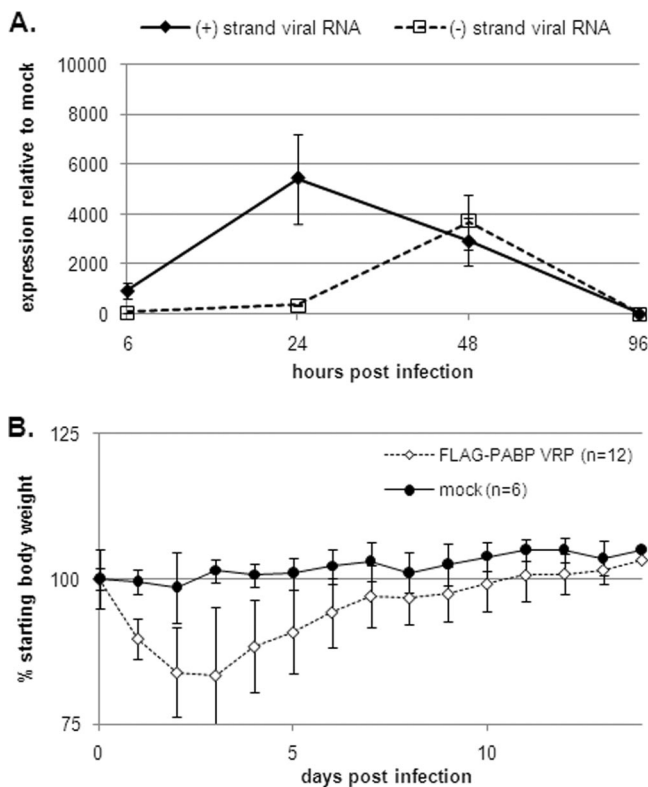 A.
(+) strand viral RNA (-) strand viral RNA
10000
8000
6000
4000
2000
0
expression relative to mock
6 24 48 96
hours post infection
B.
125
100
75
% starting body weight
FLAG-PABP VRP (n=12)
mock (n=6)
0 5 10
days post infection